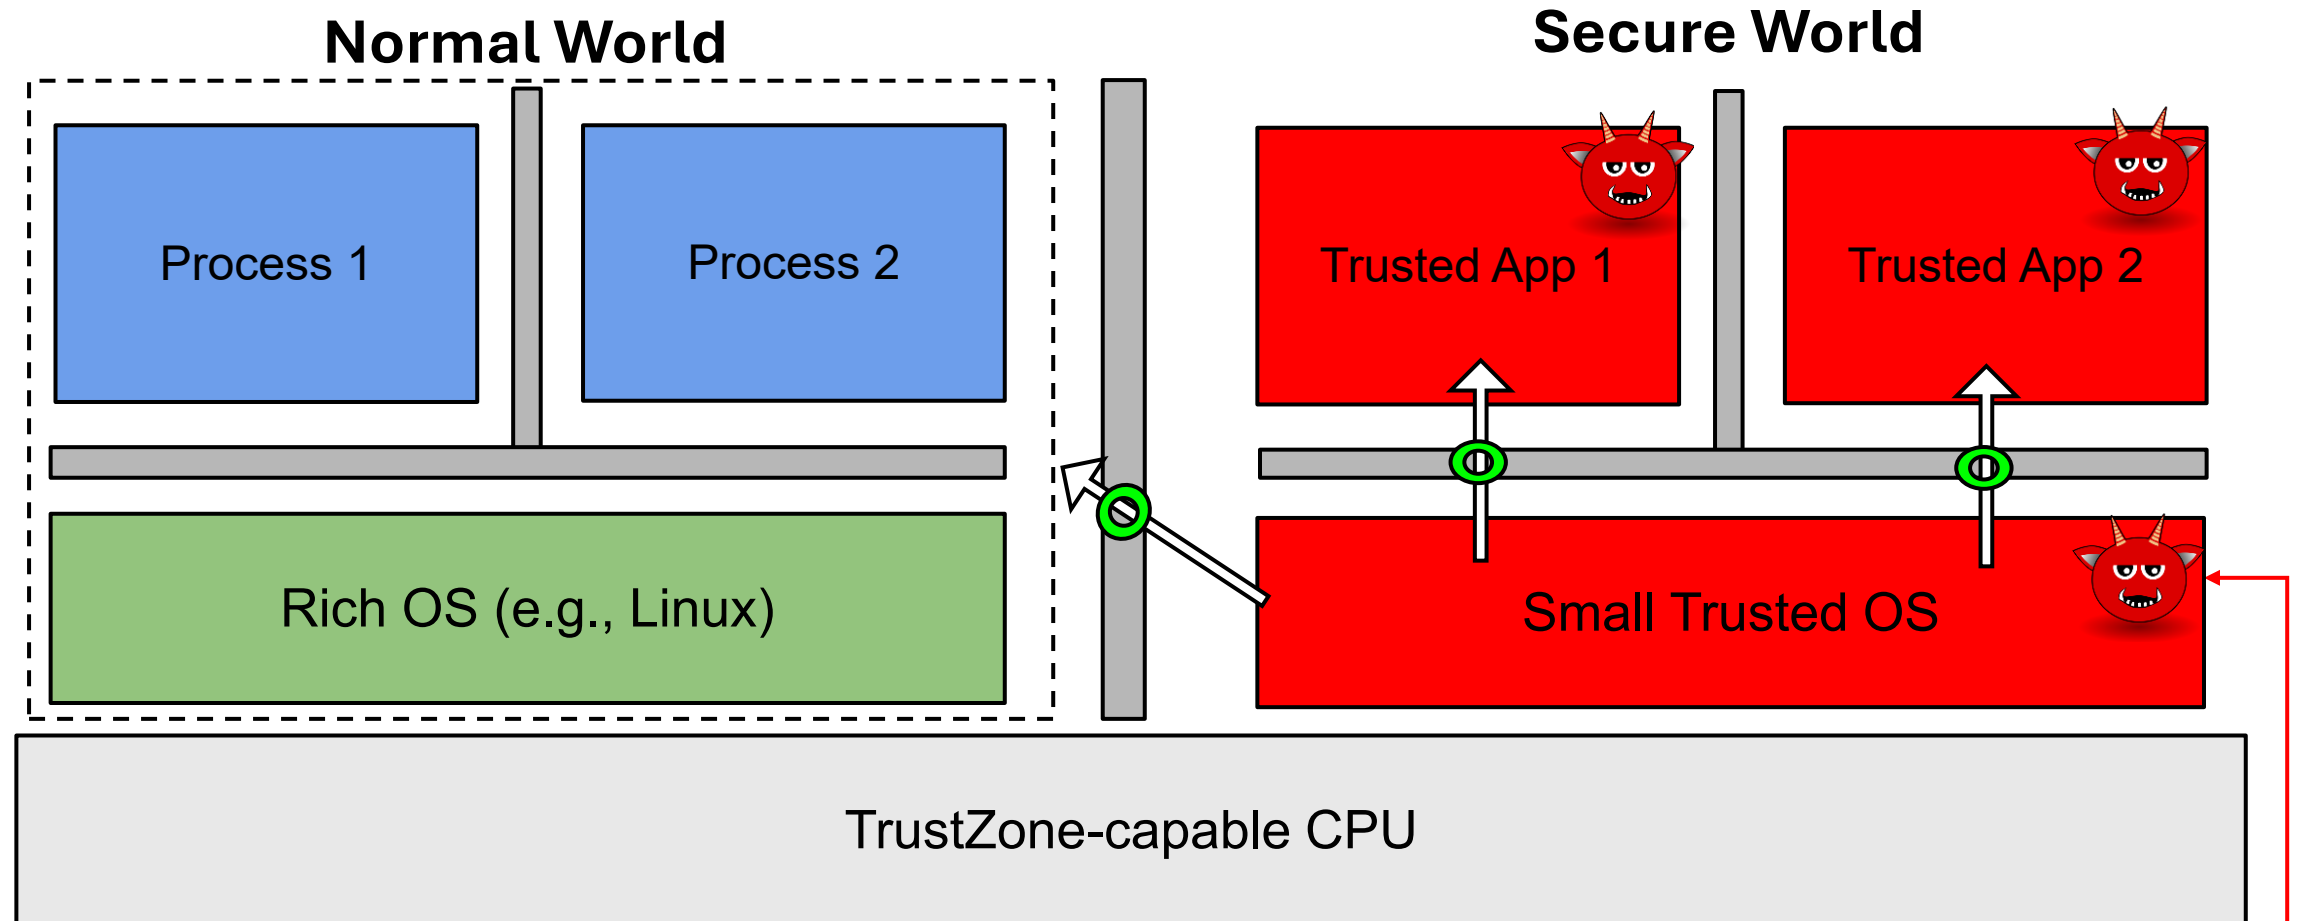 Normal World
Secure World
Process 1
Process 2
Trusted App 1
Trusted App 2
Rich OS (e.g., Linux)
Small Trusted OS
TrustZone-capable CPU